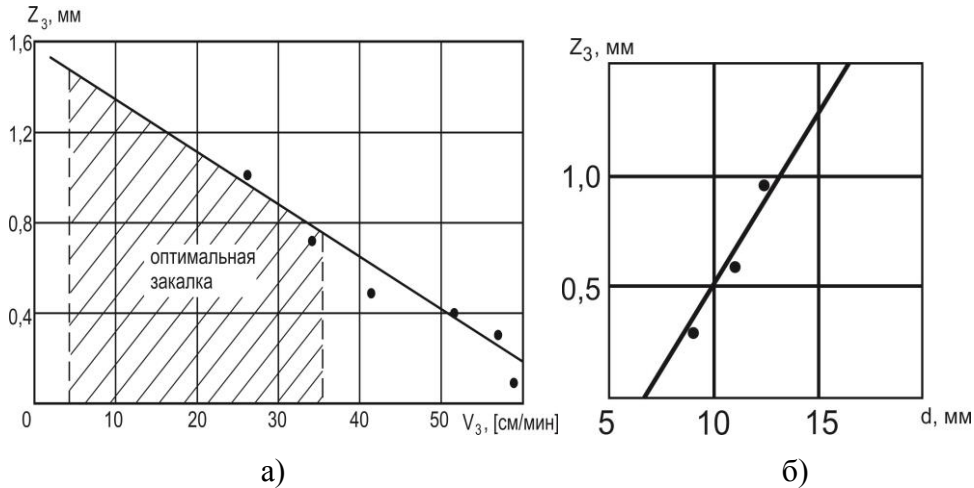 Z₃, мм
1,6
1,2
0,8
0,4
оптимальная
закалка
0 10 20 30 40 50 V₃, [см/мин]
а)
Z₃, мм
1,0
0,5
5 10 15 d, мм
б)